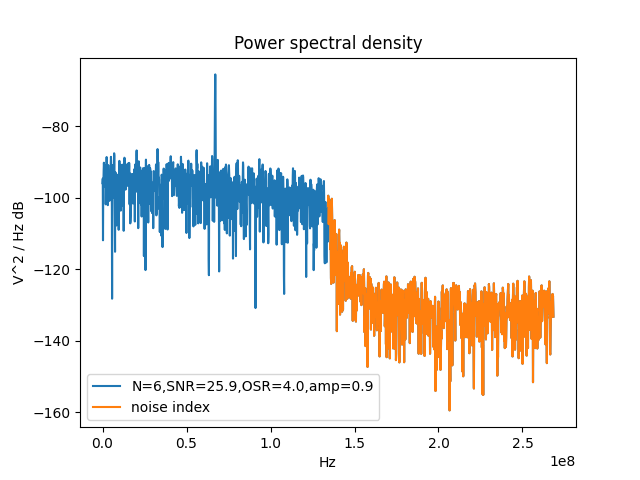 Power spectral density
V^2 / Hz dB
−80
−100
−120
−140
−160
N=6,SNR=25.9,OSR=4.0,amp=0.9
noise index
0.0 0.5 1.0 1.5 2.0 2.5
1e8
Hz